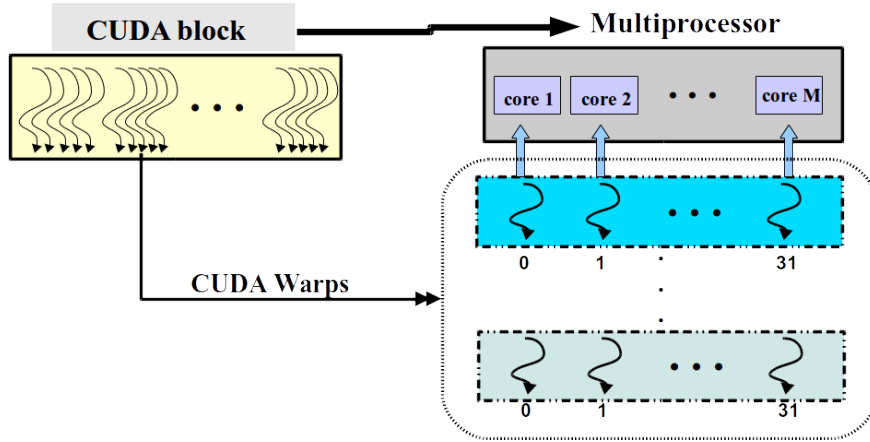 CUDA block
Multiprocessor
core 1 core 2 • • • core M
• • •
• • •
0 1 31
CUDA Warps
• • •
0 1 31